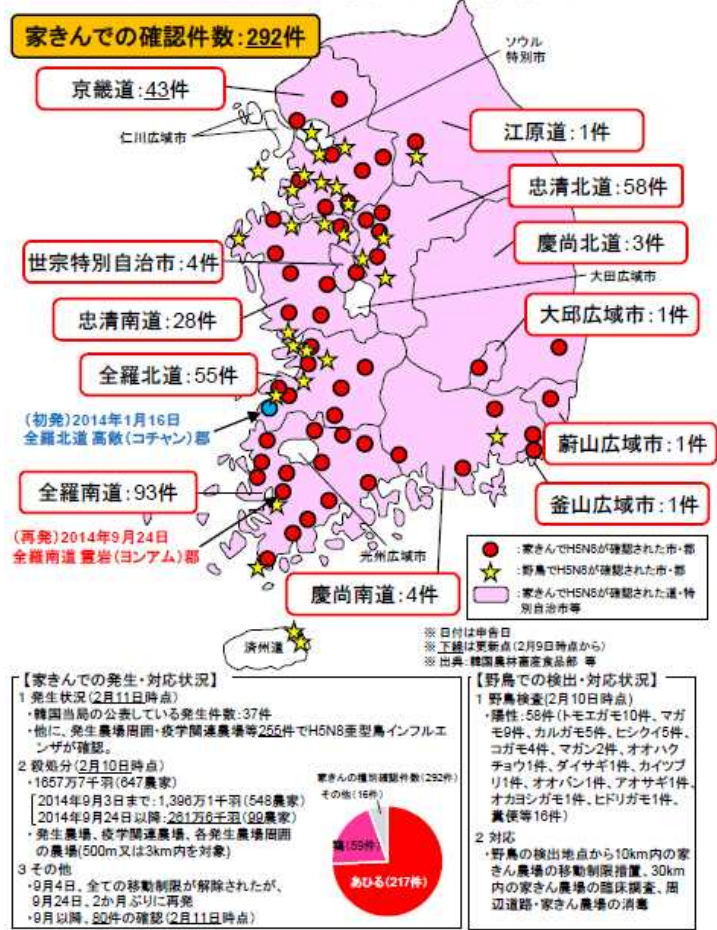 家きんでの確認件数:292件
ソウル
特別市
京畿道:43件
仁川広域市
江原道:1件
忠清北道:58件
慶尚北道:3件
世宗特別自治市:4件
大田広域市
忠清南道:28件
大邱広域市:1件
全羅北道:55件
(初発)2014年1月16日
全羅北道 高敞(コチャン)郡
蔚山広域市:1件
全羅南道:93件
釜山広域市:1件
(再発)2014年9月24日
全羅南道 霊岩(ヨンアム)郡
光州広域市
慶尚南道:4件
:家きんでH5N8が確認された市・郡
:野鳥でH5N8が確認された市・郡
:家きんでH5N8が確認された道・特
別自治市等
済州道
※ 日付は申告日
※ 下線は更新点(2月9日時点から)
※ 出典:韓国農林畜産食品部 等
【家きんでの発生・対応状況】
1 発生状況(2月11日時点)
・韓国当局の公表している発生件数:37件
・他に、発生農場周囲・疫学関連農場等255件でH5N8亜型鳥インフルエ
ンザが確認。
2 殺処分(2月10日時点)
・1657万7千羽(647農家)
2014年9月3日まで:1,396万1千羽(548農家)
2014年9月24日以降:261万6千羽(99農家)
・発生農場、疫学関連農場、各発生農場周囲
の農場(500m又は3km内を対象)
3 その他
・9月4日、全ての移動制限が解除されたが、
9月24日、2か月ぶりに再発
・9月以降、80件の確認(2月11日時点)
家きんの種別確認件数(292件)
その他(16件)
鶏(59件)
あひる(217件)
【野鳥での検出・対応状況】
1 野鳥検査(2月10日時点)
・陽性:58件(トモエガモ10件、マガ
モ9件、カルガモ5件、ヒシクイ5件、
コガモ4件、マガン2件、オオハク
チョウ1件、ダイサギ1件、カイツブ
リ1件、オオバン1件、アオサギ1件、
オカヨシガモ1件、ヒドリガモ1件、
糞便等16件)
2 対応
・野鳥の検出地点から10km内の家
きん農場の移動制限措置、30km
内の家きん農場の臨床調査、周
辺道路・家きん農場の消毒